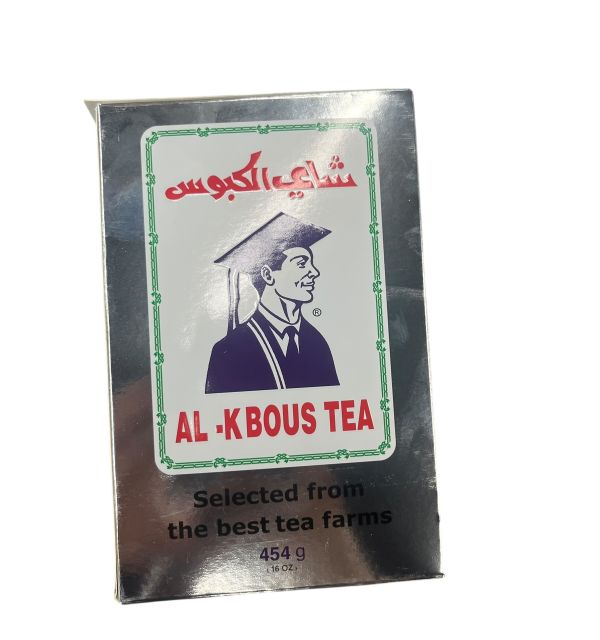 شاي الكبوس
®
AL -KBOUS TEA
Selected from
the best tea farms
454 g
( 16 OZ. )